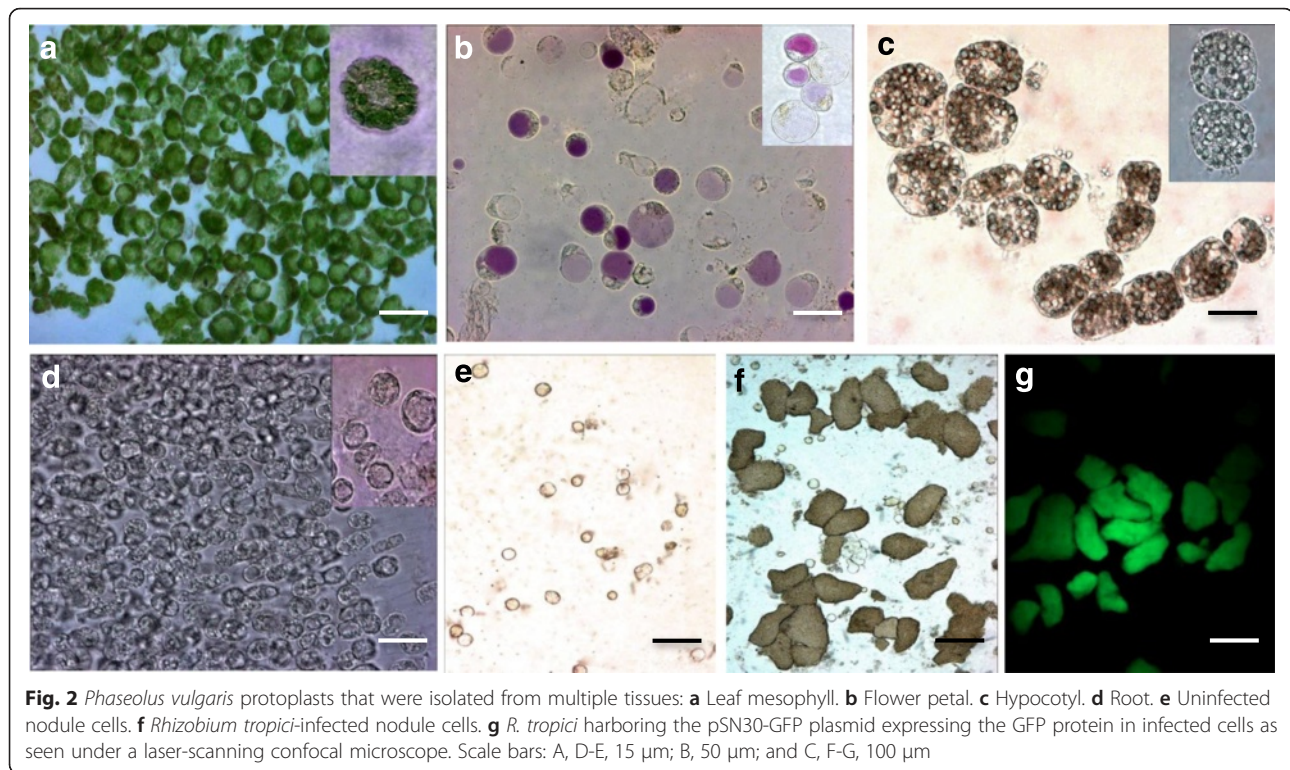 a
b
c
d
e
f
g
Fig. 2 Phaseolus vulgaris protoplasts that were isolated from multiple tissues: a Leaf mesophyll. b Flower petal. c Hypocotyl. d Root. e Uninfected
nodule cells. f Rhizobium tropici-infected nodule cells. g R. tropici harboring the pSN30-GFP plasmid expressing the GFP protein in infected cells as
seen under a laser-scanning confocal microscope. Scale bars: A, D-E, 15 μm; B, 50 μm; and C, F-G, 100 μm